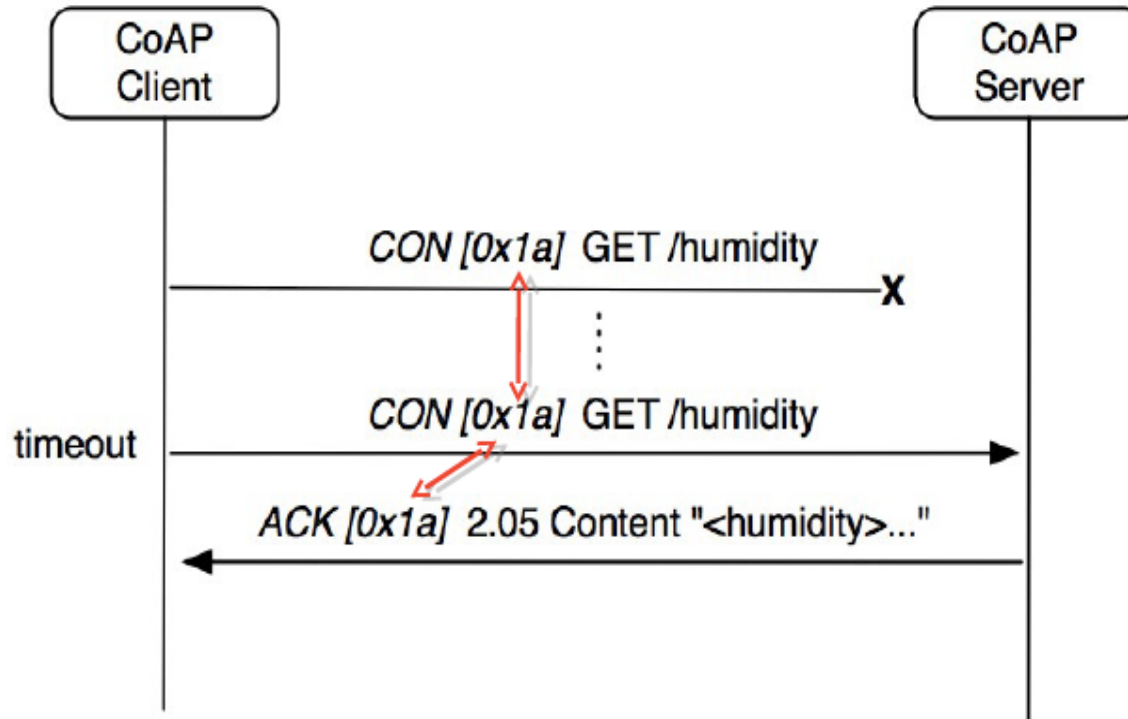 CoAP
Client
CoAP
Server
CON [0x1a] GET /humidity
X
CON [0x1a] GET /humidity
timeout
ACK [0x1a] 2.05 Content "<humidity>..."